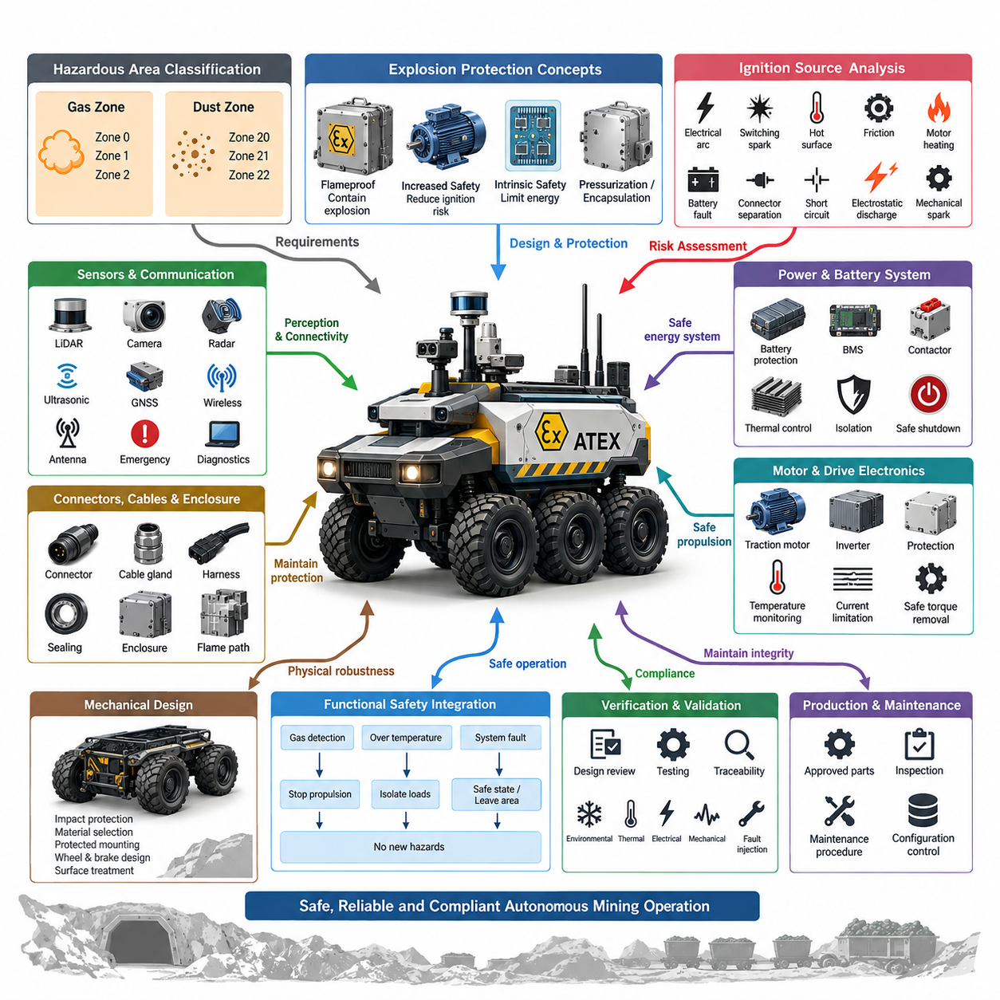 Hazardous Area Classification
Gas Zone
Zone 0
Zone 1
Zone 2
Dust Zone
Zone 20
Zone 21
Zone 22
Explosion Protection Concepts
Ex
Flameproof
Contain
explosion
Increased Safety
Reduce ignition
risk
Intrinsic Safety
Limit energy
Pressurization /
Encapsulation
Ignition Source Analysis
Electrical
arc
Switching
spark
Hot
surface
Friction
Motor
heating
Battery
fault
Connector
separation
Short
circuit
Electrostatic
discharge
Mechanical
spark
Requirements
Design & Protection
Risk Assessment
Sensors & Communication
LiDAR
Camera
Radar
Ultrasonic
GNSS
Wireless
Antenna
Emergency
Diagnostics
Perception
& Connectivity
Safe
energy system
Power & Battery System
Battery
protection
BMS
Contactor
Thermal control
Isolation
Safe shutdown
Ex ATEX
Connectors, Cables & Enclosure
Connector
Cable gland
Harness
Sealing
Enclosure
Flame path
Maintain
protection
Safe
propulsion
Motor & Drive Electronics
Traction motor
Inverter
Protection
Temperature
monitoring
Current
limitation
Safe torque
removal
Physical robustness
Safe operation
Compliance
Maintain integrity
Mechanical Design
Impact protection
Material selection
Protected mounting
Wheel & brake design
Surface treatment
Functional Safety Integration
Gas detection
Over temperature
System fault
Stop propulsion
Isolate loads
Safe state /
Leave area
No new hazards
Verification & Validation
Design review
Testing
Traceability
Environmental
Thermal
Electrical
Mechanical
Fault
injection
Production & Maintenance
Approved parts
Inspection
Maintenance
procedure
Configuration
control
Safe, Reliable and Compliant Autonomous Mining Operation